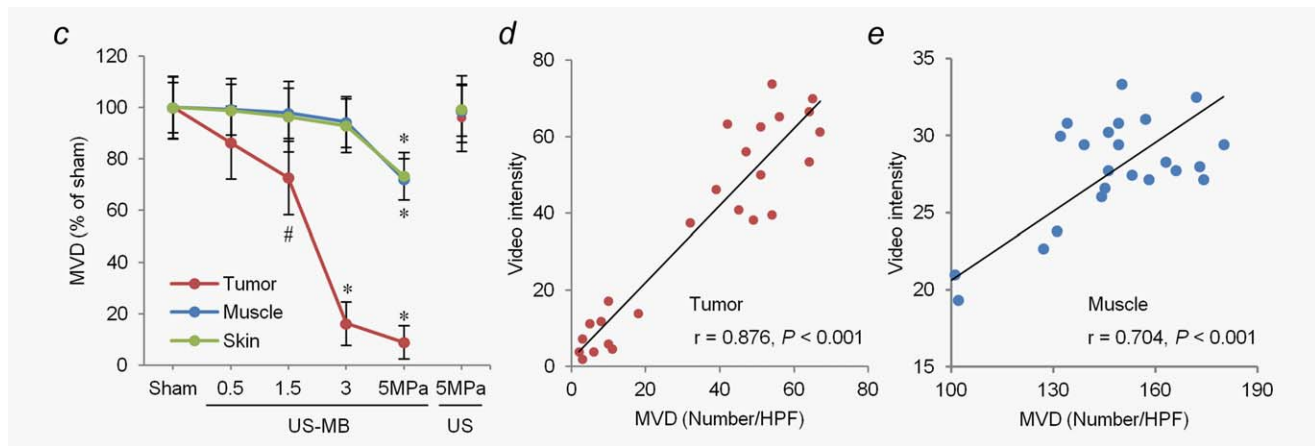 c
MVD (% of sham)
120
100
80
60
40
20
0
*
*
#
*
*
Tumor
Muscle
Skin
Sham 0.5 1.5 3 5MPa 5MPa
US-MB US
d
Video intensity
80
60
40
20
0
Tumor
r = 0.876, P < 0.001
0 20 40 60 80
MVD (Number/HPF)
e
Video intensity
35
30
25
20
15
Muscle
r = 0.704, P < 0.001
100 130 160 190
MVD (Number/HPF)